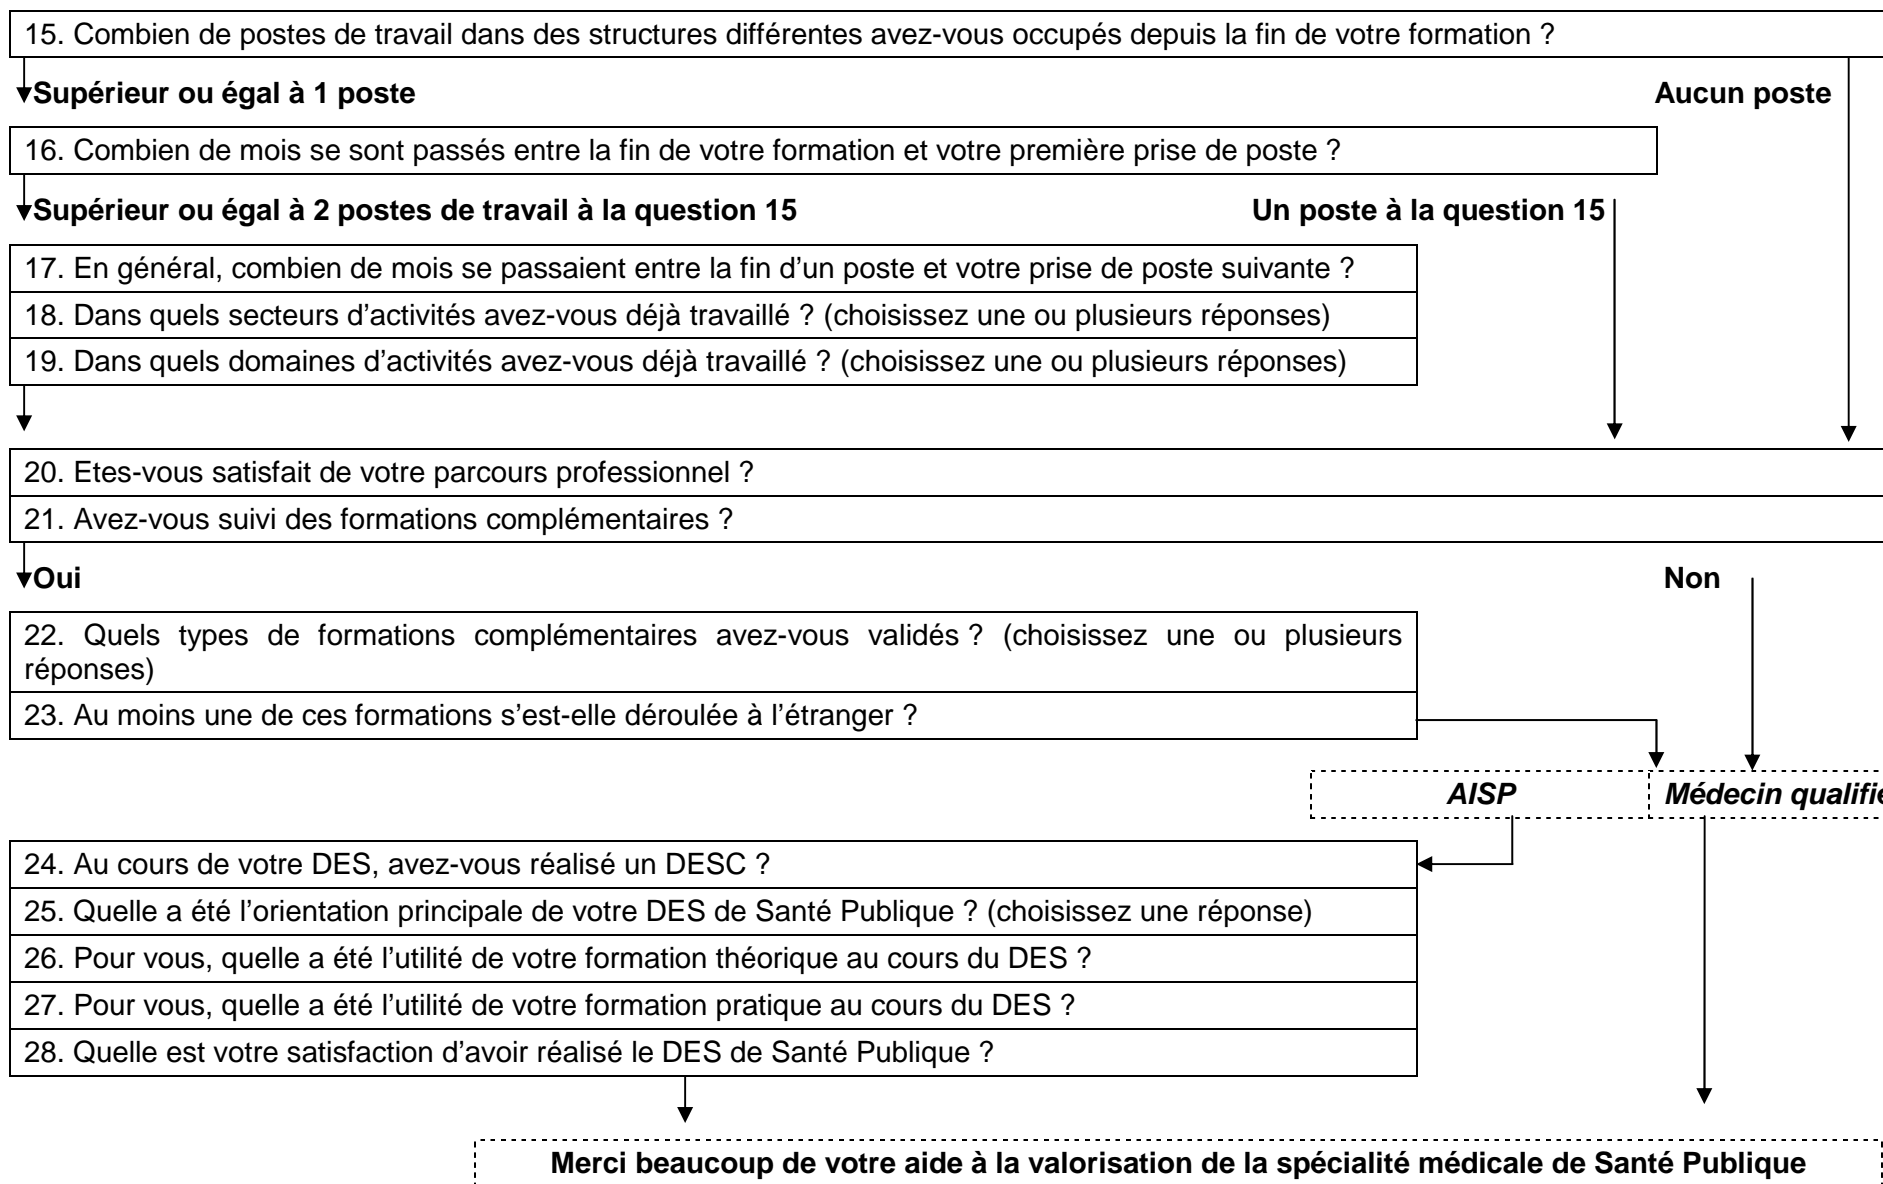 15. Combien de postes de travail dans des structures différentes avez-vous occupés depuis la fin de votre formation ?
Supérieur ou égal à 1 poste
Aucun poste
16. Combien de mois se sont passés entre la fin de votre formation et votre première prise de poste ?
Supérieur ou égal à 2 postes de travail à la question 15
Un poste à la question 15
17. En général, combien de mois se passaient entre la fin d'un poste et votre prise de poste suivante ?
18. Dans quels secteurs d'activités avez-vous déjà travaillé ? (choisissez une ou plusieurs réponses)
19. Dans quels domaines d'activités avez-vous déjà travaillé ? (choisissez une ou plusieurs réponses)
20. Etes-vous satisfait de votre parcours professionnel ?
21. Avez-vous suivi des formations complémentaires ?
Oui
Non
22. Quels types de formations complémentaires avez-vous validés ? (choisissez une ou plusieurs
réponses)
23. Au moins une de ces formations s'est-elle déroulée à l'étranger ?
AISP
Médecin qualifié
24. Au cours de votre DES, avez-vous réalisé un DESC ?
25. Quelle a été l'orientation principale de votre DES de Santé Publique ? (choisissez une réponse)
26. Pour vous, quelle a été l'utilité de votre formation théorique au cours du DES ?
27. Pour vous, quelle a été l'utilité de votre formation pratique au cours du DES ?
28. Quelle est votre satisfaction d'avoir réalisé le DES de Santé Publique ?
Merci beaucoup de votre aide à la valorisation de la spécialité médicale de Santé Publique